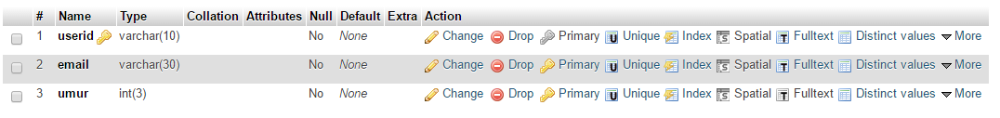 # Name Type Collation Attributes Null Default Extra Action
1 userid varchar(10) No None Change Drop Primary U Unique Index S Spatial T Fulltext Distinct values More
2 email varchar(30) No None Change Drop Primary U Unique Index S Spatial T Fulltext Distinct values More
3 umur int(3) No None Change Drop Primary U Unique Index S Spatial T Fulltext Distinct values More